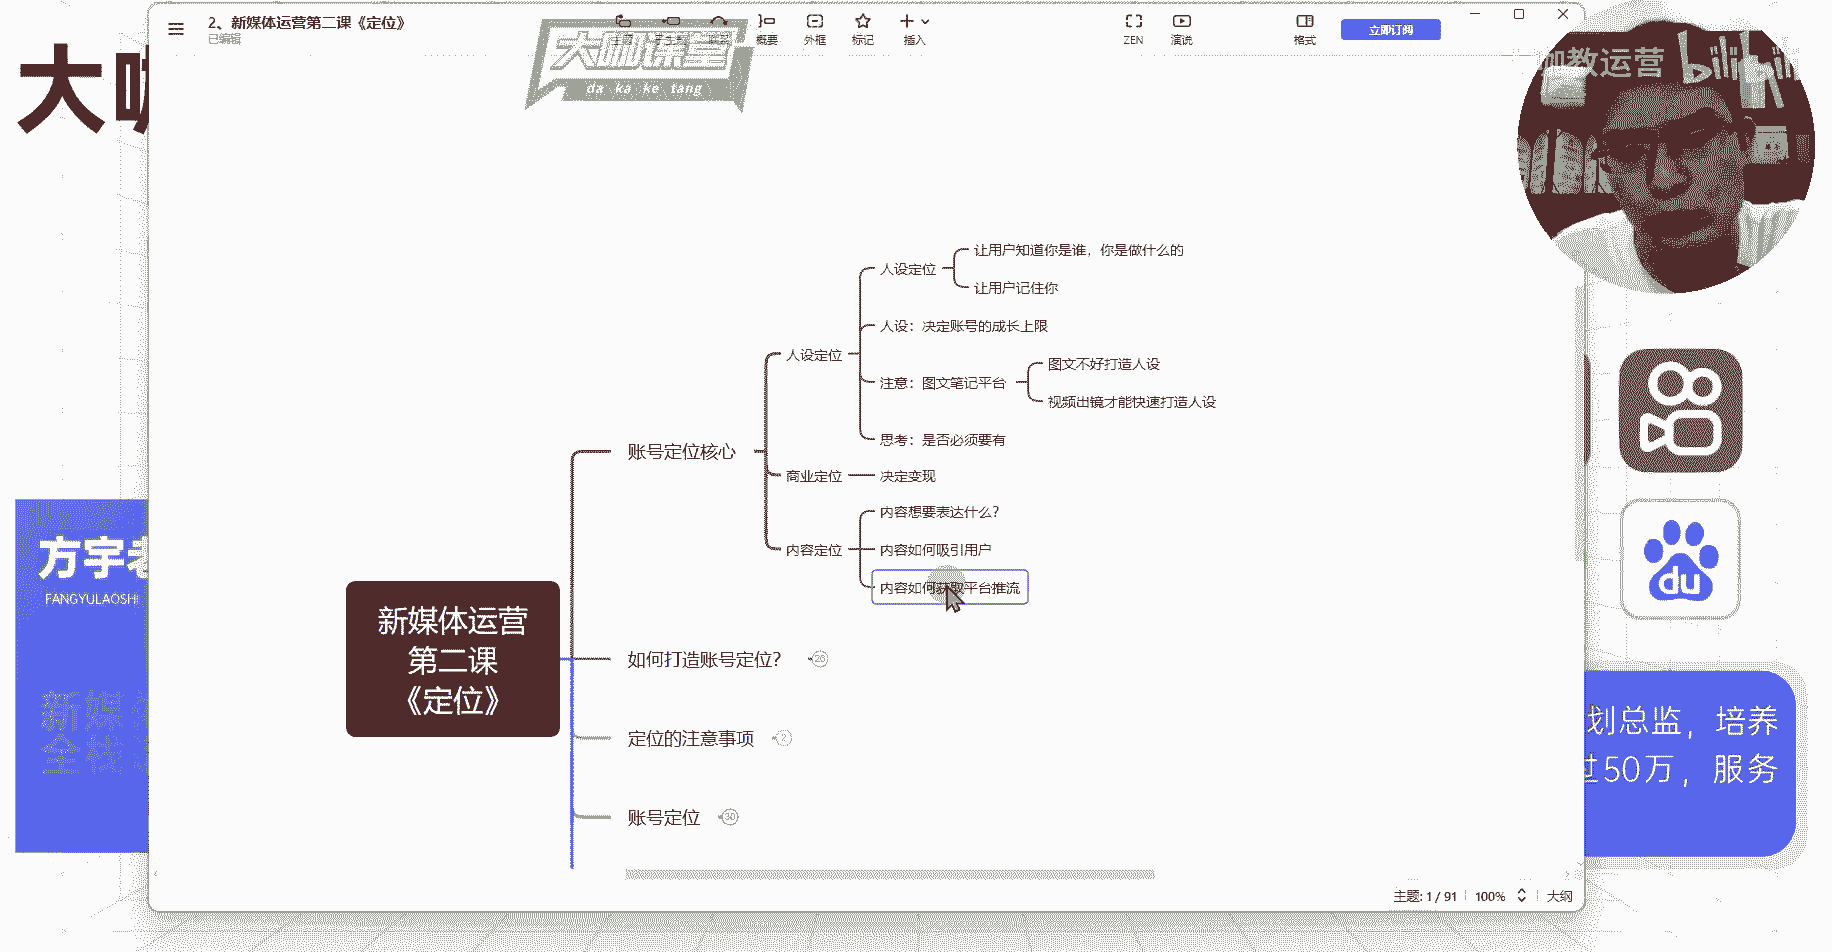 2、新媒体运营第二课《定位》
已编辑
概要
外框
标记
插入
ZEN
演说
格式
立即订阅
大咖课堂
da ka ke tang
咖教运营
bilibili
大咖
让用户知道你是谁，你是做什么的
人设定位
让用户记住你
人设：决定账号的成长上限
人设定位
图文不好打造人设
注意：图文笔记平台
视频出镜才能快速打造人设
思考：是否必须要有
账号定位核心
商业定位
决定变现
内容想要表达什么？
内容定位
内容如何吸引用户
内容如何获取平台推流
新媒体运营
第二课
《定位》
如何打造账号定位？
26
定位的注意事项
2
账号定位
30
方宇老
FANGYULAOSHI
新媒体
全栈
du
划总监，培养
过50万，服务
主题: 1 / 91
100%
大纲